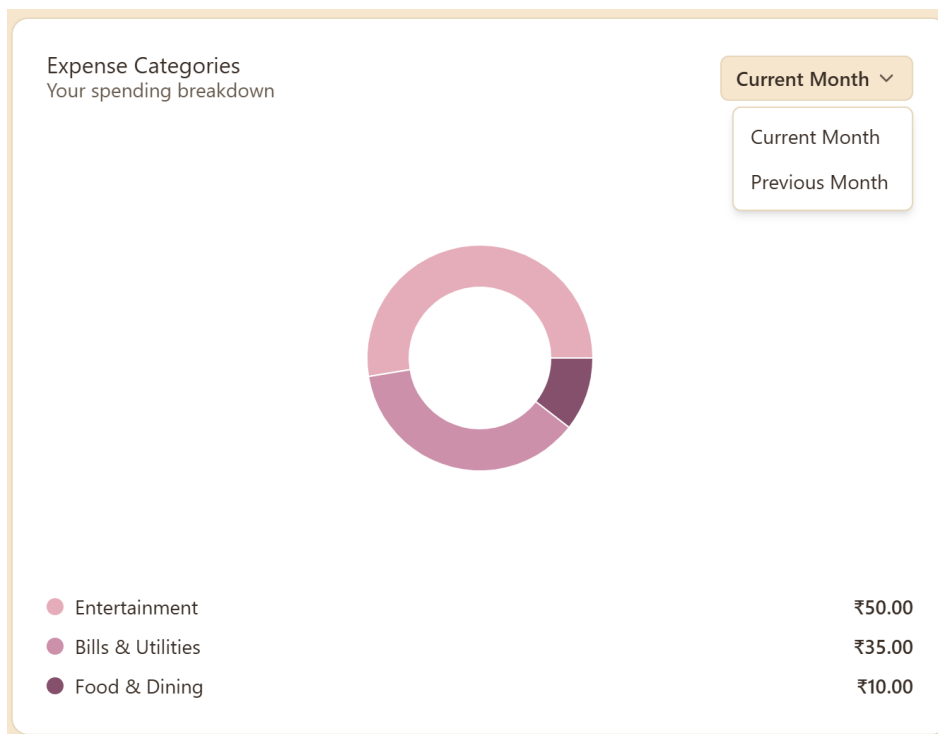 Expense Categories
Your spending breakdown
Current Month
Current Month
Previous Month
Entertainment ₹50.00
Bills & Utilities ₹35.00
Food & Dining ₹10.00